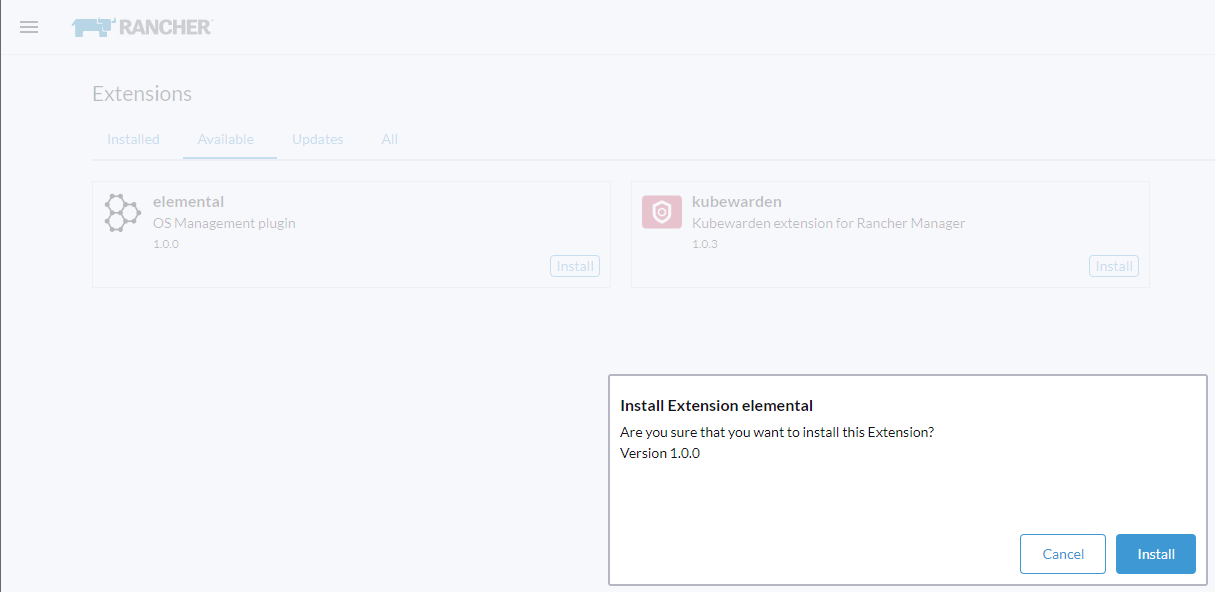 RANCHER
Extensions
Installed Available Updates All
elemental
OS Management plugin
1.0.0
Install
kubewarden
Kubewarden extension for Rancher Manager
1.0.3
Install
Install Extension elemental
Are you sure that you want to install this Extension?
Version 1.0.0
Cancel Install